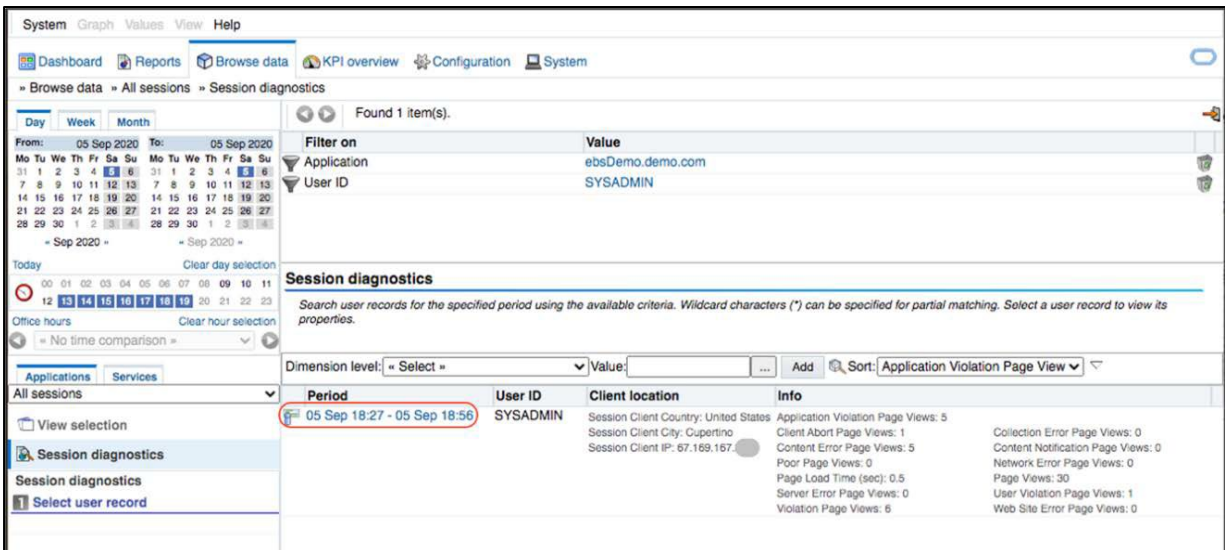 System Graph Values View Help
Dashboard Reports Browse data KPI overview Configuration System
» Browse data » All sessions » Session diagnostics
Day Week Month
From: 05 Sep 2020 To: 05 Sep 2020
Mo Tu We Th Fr Sa Su Mo Tu We Th Fr Sa Su
31 1 2 3 4 5 6 31 1 2 3 4 5 6
7 8 9 10 11 12 13 7 8 9 10 11 12 13
14 15 16 17 18 19 20 14 15 16 17 18 19 20
21 22 23 24 25 26 27 21 22 23 24 25 26 27
28 29 30 1 2 3 4 28 29 30 1 2 3 4
« Sep 2020 » « Sep 2020 »
Today Clear day selection
00 01 02 03 04 05 06 07 08 09 10 11
12 13 14 15 16 17 18 19 20 21 22 23
Office hours Clear hour selection
« No time comparison »
Applications Services
All sessions
View selection
Session diagnostics
Session diagnostics
1 Select user record
Found 1 item(s).
Filter on Value
Application ebsDemo.demo.com
User ID SYSADMIN
Session diagnostics
Search user records for the specified period using the available criteria. Wildcard characters (*) can be specified for partial matching. Select a user record to view its
properties.
Dimension level: « Select » Value: ... Add Sort: Application Violation Page View
Period User ID Client location Info
05 Sep 18:27 - 05 Sep 18:56 SYSADMIN Session Client Country: United States Application Violation Page Views: 5
Session Client City: Cupertino Client Abort Page Views: 1 Collection Error Page Views: 0
Session Client IP: 67.169.167. Content Error Page Views: 5 Content Notification Page Views: 0
Poor Page Views: 0 Network Error Page Views: 0
Page Load Time (sec): 0.5 Page Views: 30
Server Error Page Views: 0 User Violation Page Views: 1
Violation Page Views: 6 Web Site Error Page Views: 0